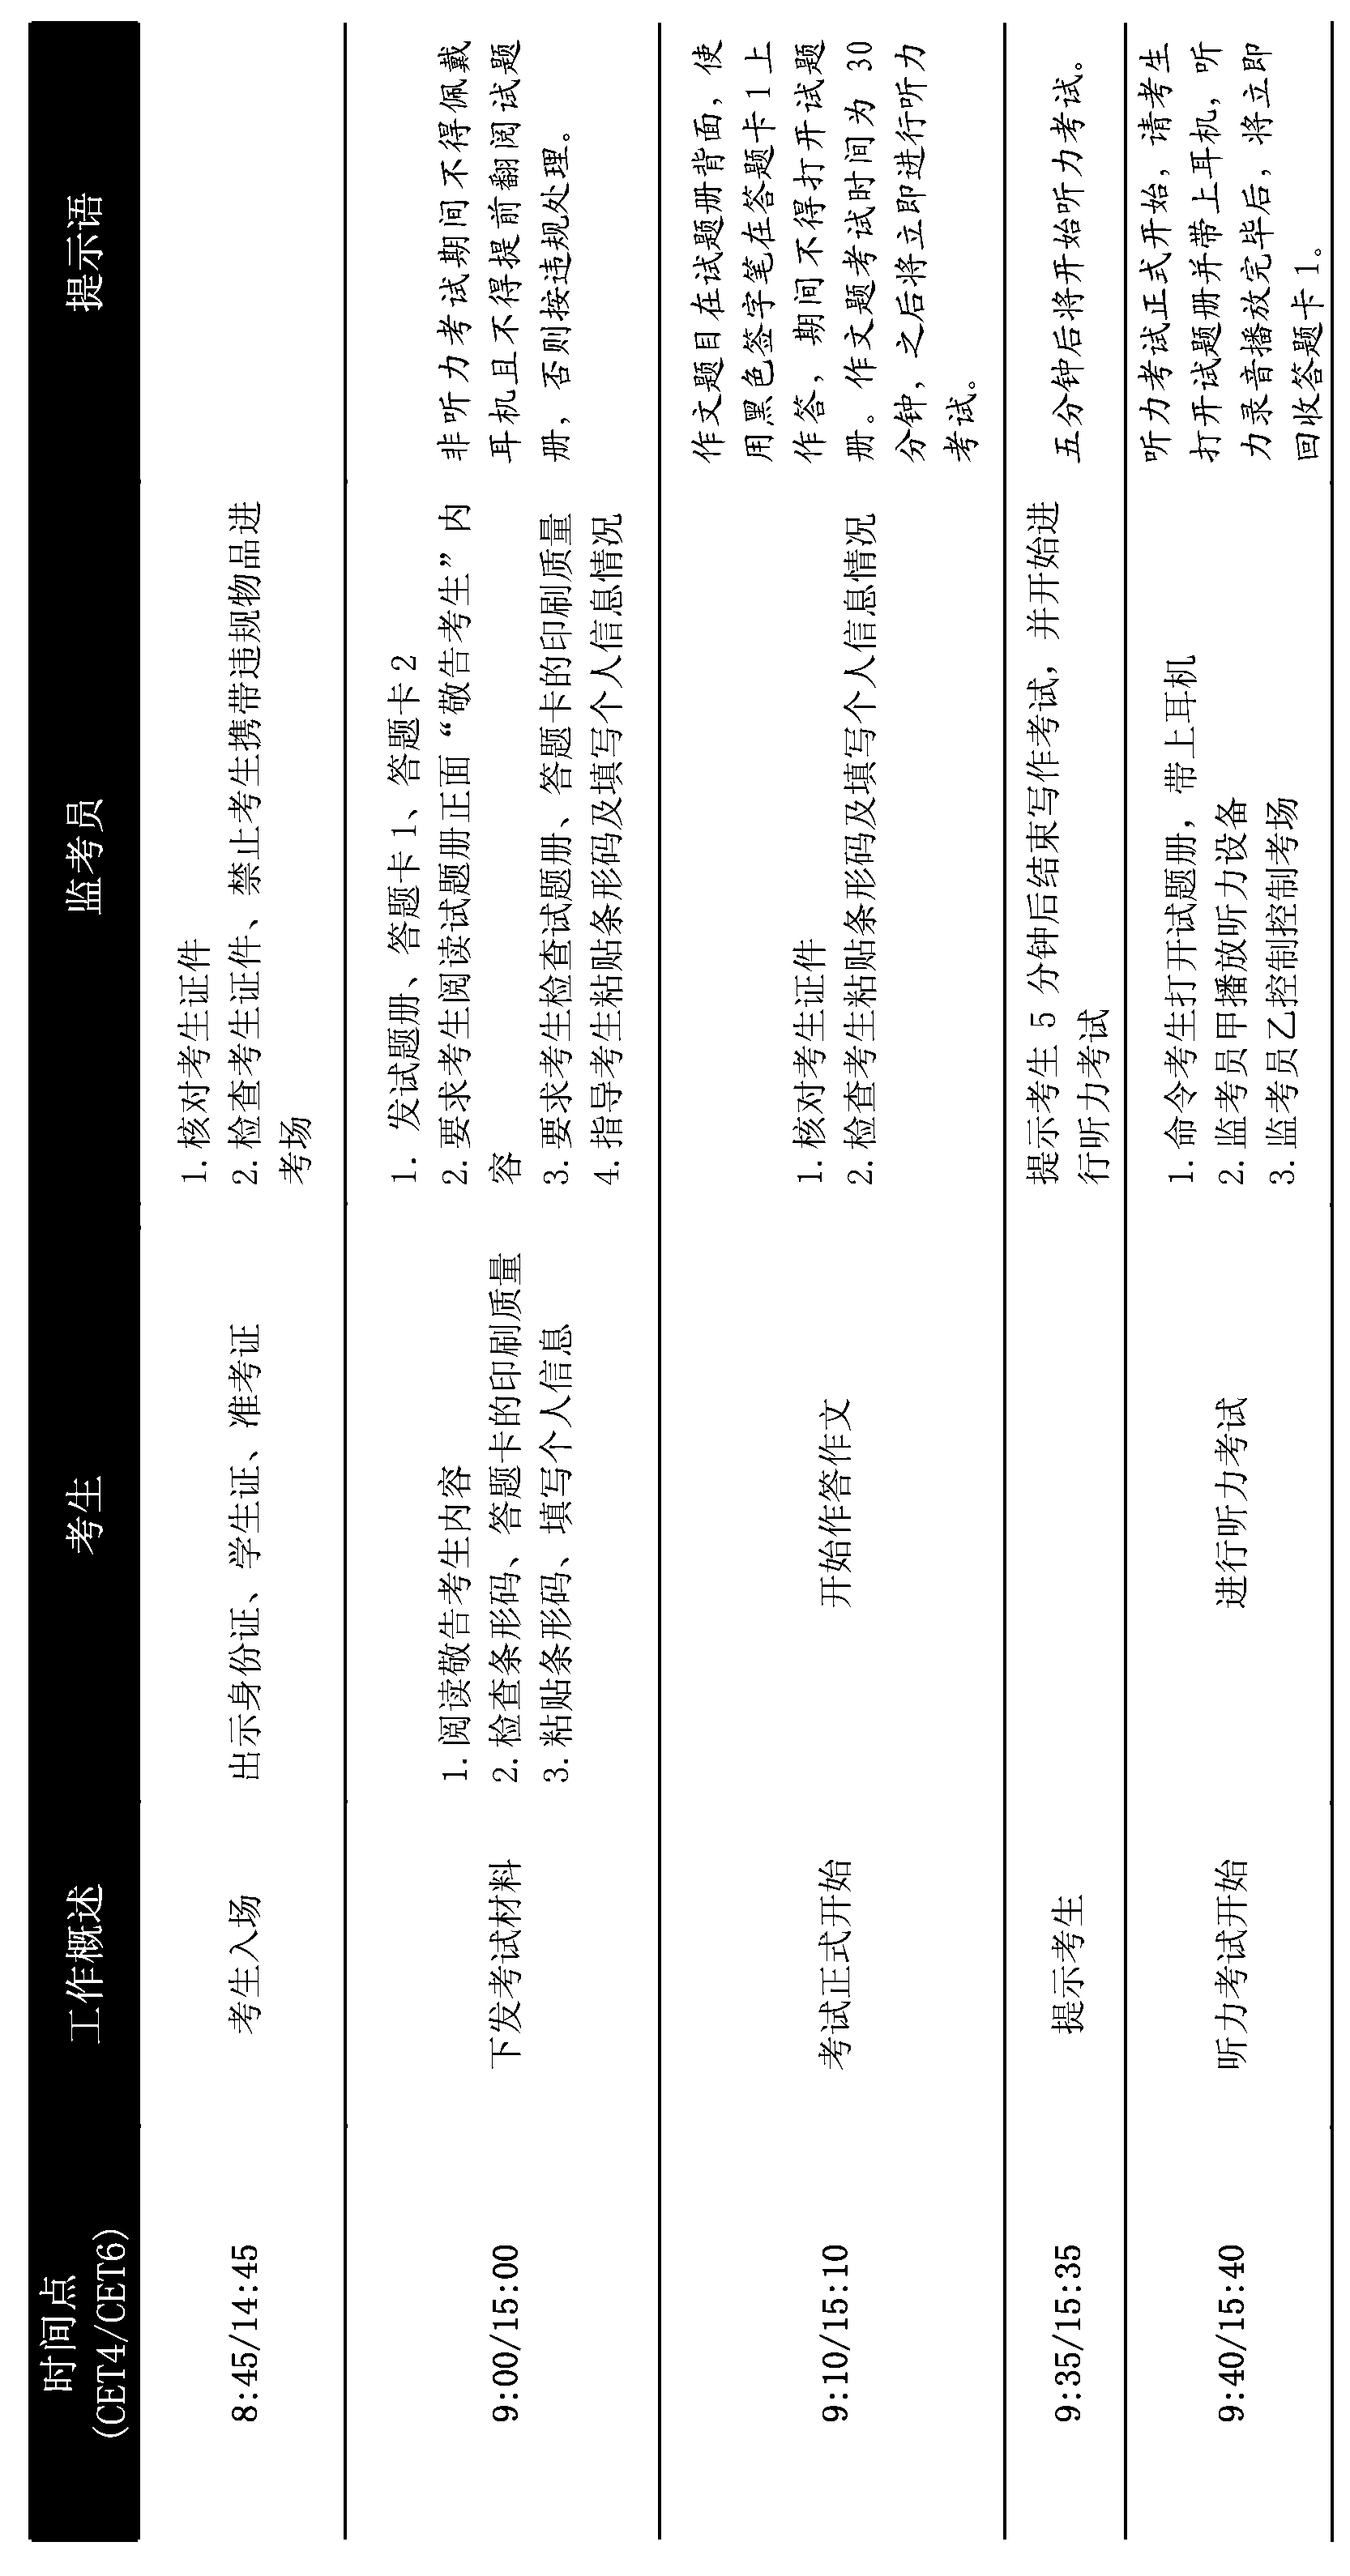 时间点
(CET4/CET6)
工作概述
考生
监考员
提示语
8:45/14:45
考生入场
出示身份证、学生证、准考证
1. 核对考生证件
2. 检查考生证件、禁止考生携带违规物品进
考场
9:00/15:00
下发考试材料
1. 阅读敬告考生内容
2. 检查条形码、答题卡的印刷质量
3. 粘贴条形码、填写个人信息
1. 发试题册、答题卡 1、答题卡 2
2. 要求考生阅读试题册正面“敬告考生”内
容
3. 要求考生检查试题册、答题卡的印刷质量
4. 指导考生粘贴条形码及填写个人信息情况
非听力考试期间不得佩戴
耳机且不得提前翻阅试题
册，否则按违规处理。
9:10/15:10
考试正式开始
开始作答作文
1. 核对考生证件
2. 检查考生粘贴条形码及填写个人信息情况
作文题目在试题册背面，使
用黑色签字笔在答题卡 1 上
作答，期间不得打开试题
册。作文题考试时间为 30
分钟，之后将立即进行听力
考试。
9:35/15:35
提示考生
提示考生 5 分钟后结束写作考试，并开始进
行听力考试
五分钟后将开始听力考试。
9:40/15:40
听力考试开始
进行听力考试
1. 命令考生打开试题册，带上耳机
2. 监考员甲播放听力设备
3. 监考员乙控制控制考场
听力考试正式开始，请考生
打开试题册并带上耳机，听
力录音播放完毕后，将立即
回收答题卡 1。